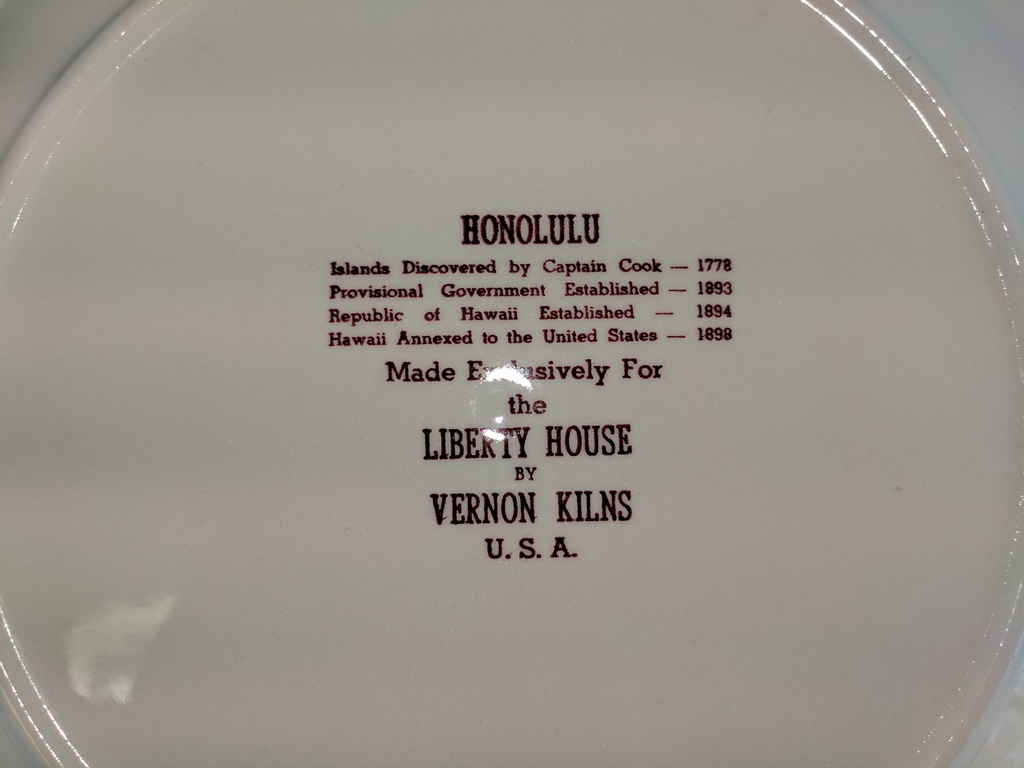 HONOLULU
Islands Discovered by Captain Cook — 1778
Provisional Government Established — 1893
Republic of Hawaii Established — 1894
Hawaii Annexed to the United States — 1898
Made Exclusively For
the
LIBERTY HOUSE
BY
VERNON KILNS
U. S. A.